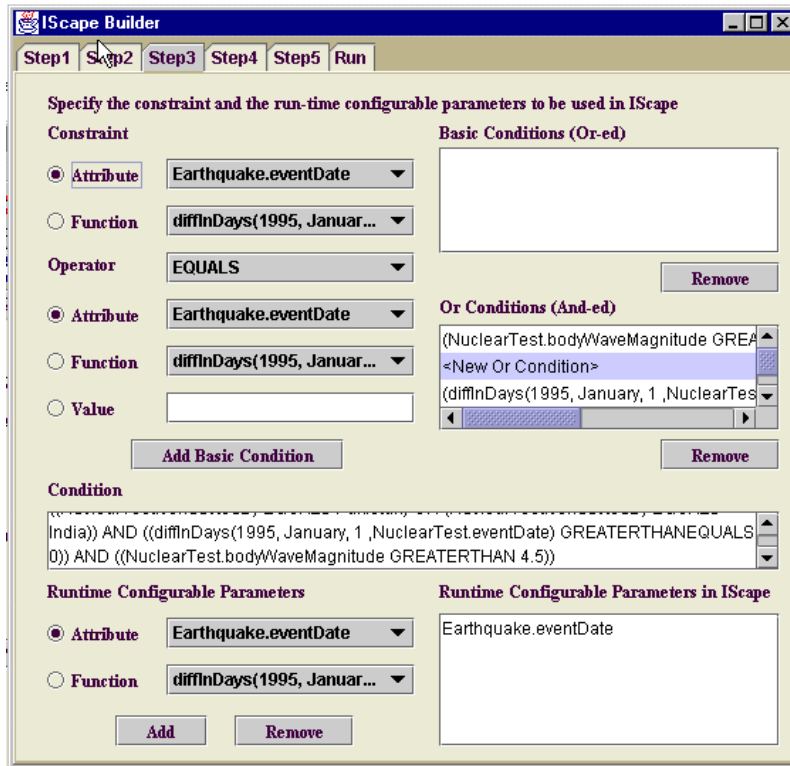 IScape Builder
Step1 Step2 Step3 Step4 Step5 Run
Specify the constraint and the run-time configurable parameters to be used in IScape
Constraint
Attribute Earthquake.eventDate
Function diffInDays(1995, Januar...
Operator EQUALS
Attribute Earthquake.eventDate
Function diffInDays(1995, Januar...
Value
Add Basic Condition
Basic Conditions (Or-ed)
Remove
Or Conditions (And-ed)
(NuclearTest.bodyWaveMagnitude GREA
<New Or Condition>
(diffInDays(1995, January, 1 ,NuclearTes
Remove
Condition
India)) AND ((diffInDays(1995, January, 1 ,NuclearTest.eventDate) GREATERTHANEQUALS
0)) AND ((NuclearTest.bodyWaveMagnitude GREATERTHAN 4.5))
Runtime Configurable Parameters
Attribute Earthquake.eventDate
Function diffInDays(1995, Januar...
Add Remove
Runtime Configurable Parameters in IScape
Earthquake.eventDate